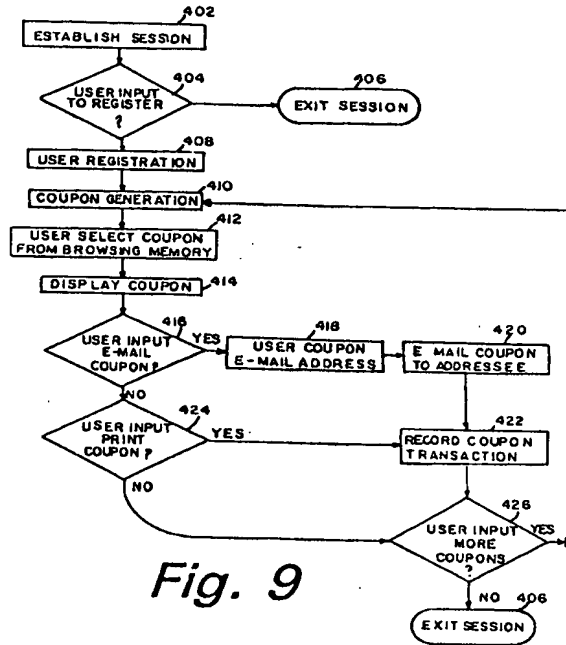 402
ESTABLISH SESSION
404
USER INPUT
TO REGISTER
?
406
EXIT SESSION
408
USER REGISTRATION
410
COUPON GENERATION
412
USER SELECT COUPON
FROM BROWSING MEMORY
414
DISPLAY COUPON
416
USER INPUT
E-MAIL
COUPON?
YES
418
USER COUPON
E-MAIL ADDRESS
420
E MAIL COUPON
TO ADDRESSEE
NO
424
USER INPUT
PRINT
COUPON?
YES
422
RECORD COUPON
TRANSACTION
NO
426
USER INPUT
MORE
COUPONS
?
YES
NO
406
EXIT SESSION
Fig. 9